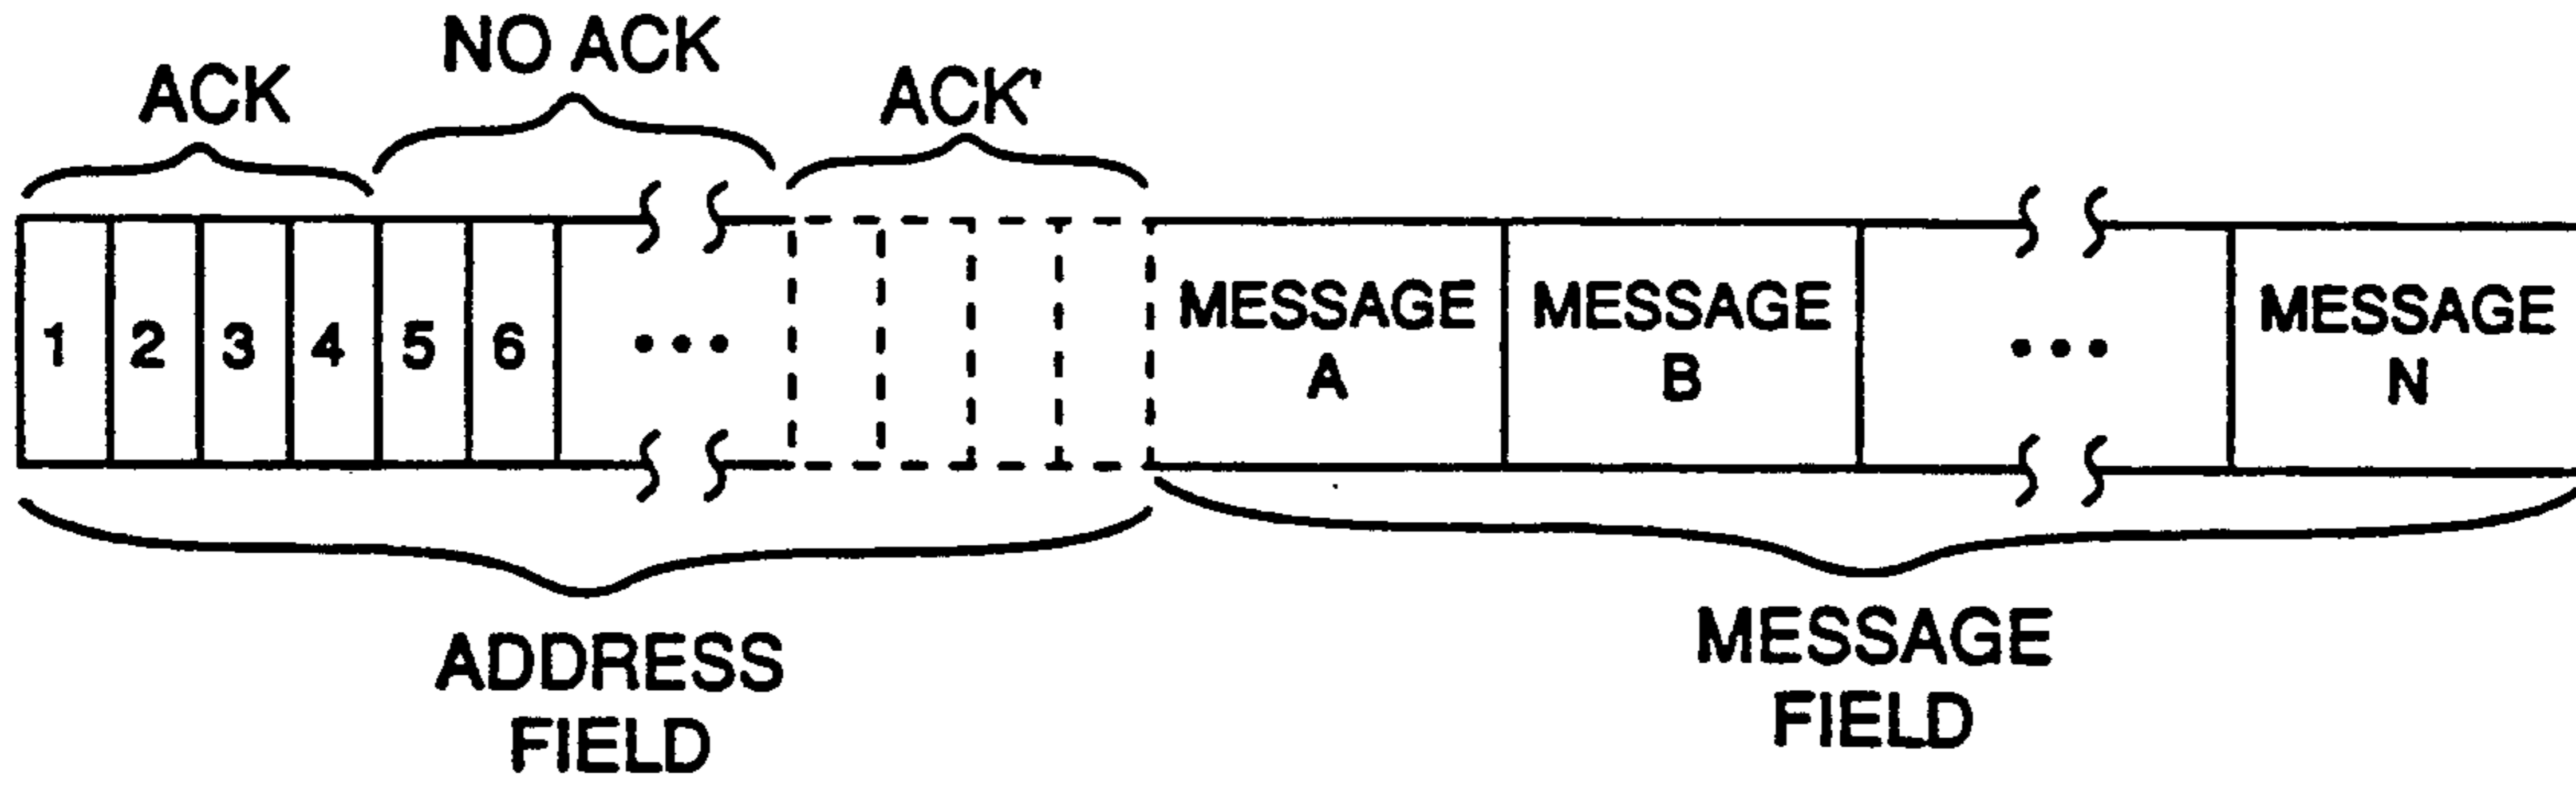 NO ACK
ACK
ACK'
1 2 3 4 5 6 •••
MESSAGE
A
MESSAGE
B
•••
MESSAGE
N
ADDRESS
FIELD
MESSAGE
FIELD